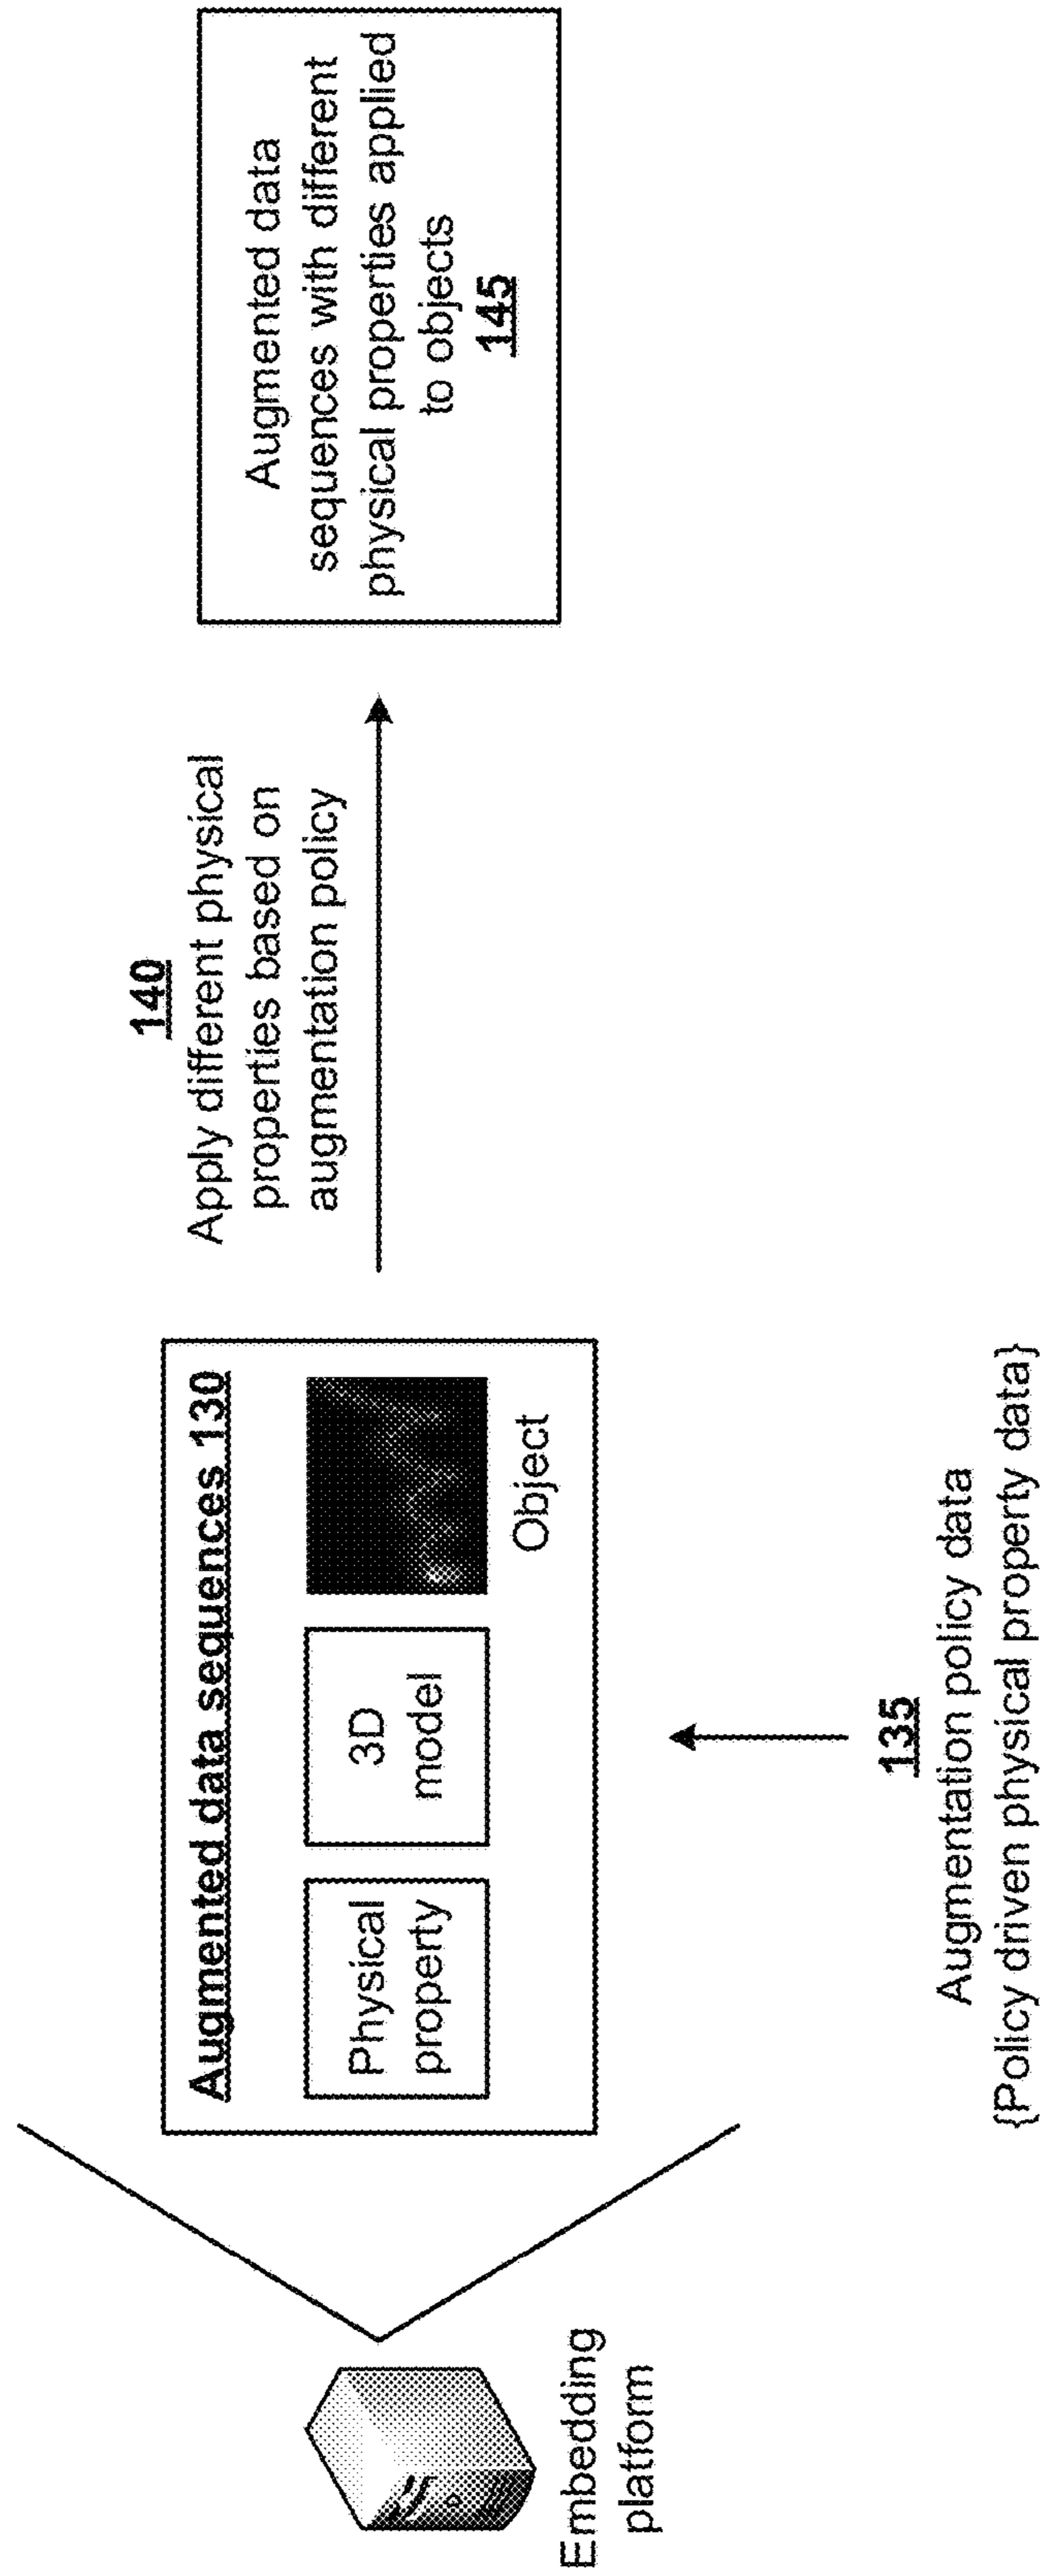 Embedding
platform
Augmented data sequences 130
Physical
property
3D
model
Object
135
Augmentation policy data
{Policy driven physical property data}
140
Apply different physical
properties based on
augmentation policy
Augmented data
sequences with different
physical properties applied
to objects
145